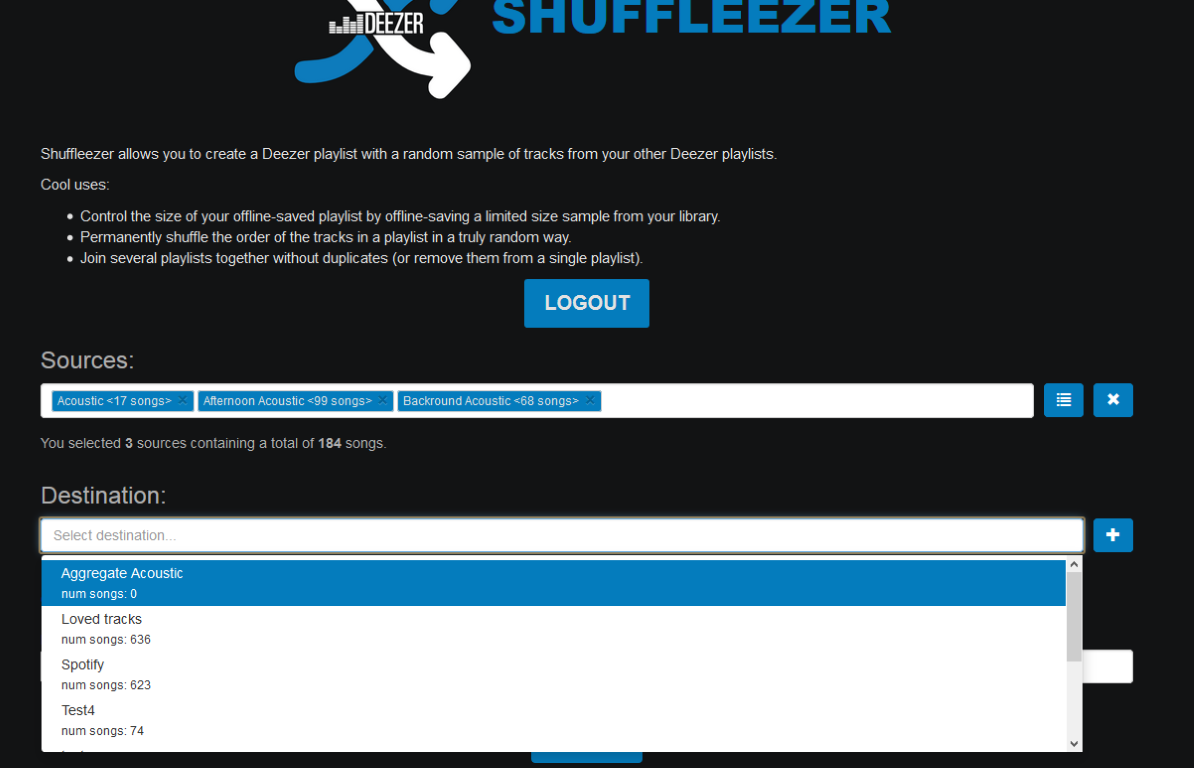 SHUFFLEEZER
DEEZER
Shuffleezer allows you to create a Deezer playlist with a random sample of tracks from your other Deezer playlists.
Cool uses:
Control the size of your offline-saved playlist by offline-saving a limited size sample from your library.
Permanently shuffle the order of the tracks in a playlist in a truly random way.
Join several playlists together without duplicates (or remove them from a single playlist).
LOGOUT
Sources:
Acoustic <17 songs> × Afternoon Acoustic <99 songs> × Backround Acoustic <68 songs> ×
You selected 3 sources containing a total of 184 songs.
Destination:
Select destination...
Aggregate Acoustic
num songs: 0
Loved tracks
num songs: 636
Spotify
num songs: 623
Test4
num songs: 74